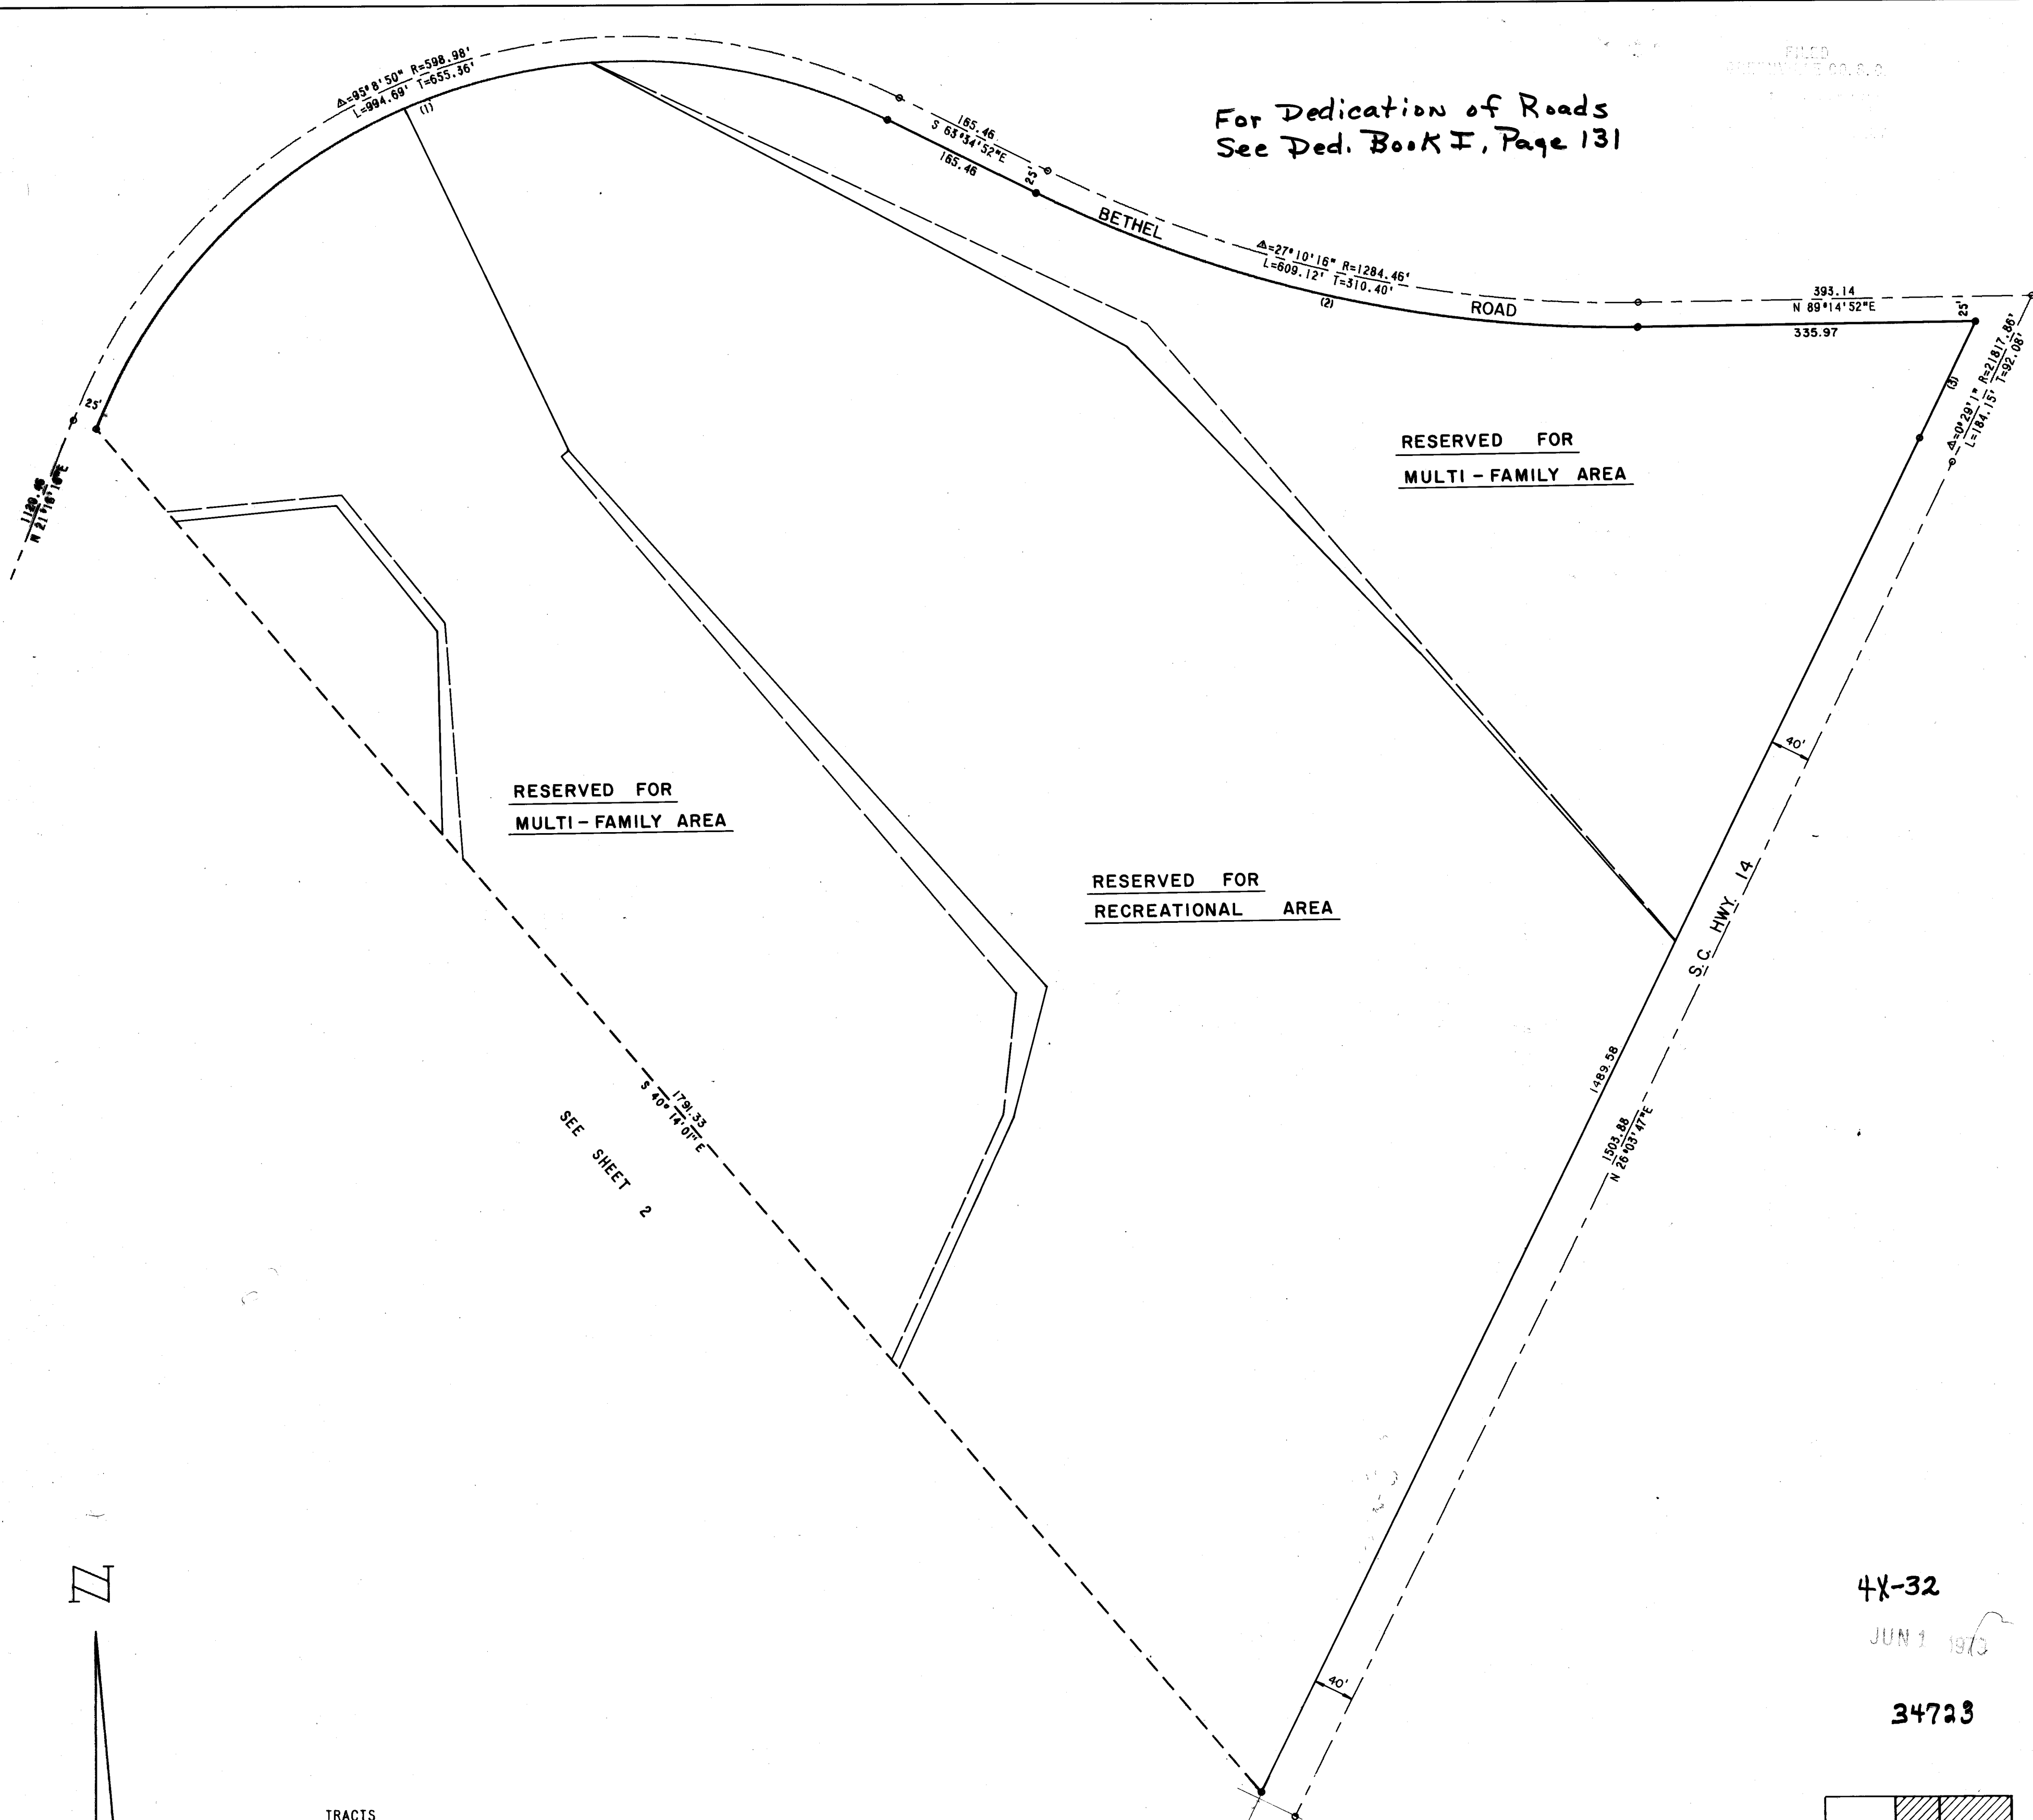 FILED
For Dedication of Roads
See Ded. Book I, Page 131
Δ=95°8'50" R=598.98'
L=994.69' T=655.36'
(1)
165.46
S 63°34'52"E
165.46
25'
BETHEL
Δ=27°10'16" R=1284.46'
L=609.12' T=310.40'
(2)
ROAD
393.14
N 89°14'52"E
335.97
25'
Δ=0°29'1" R=21817.86'
L=184.15' T=92.08'
(3)
25'
RESERVED FOR
MULTI-FAMILY AREA
40'
RESERVED FOR
MULTI-FAMILY AREA
RESERVED FOR
RECREATIONAL AREA
S.C. HWY. 14
1489.58
1503.88
N 26°03'47"E
1791.33
S 40° 14'01" E
SEE SHEET 2
N
4X-32
JUN 1
34723
40'
TRACTS